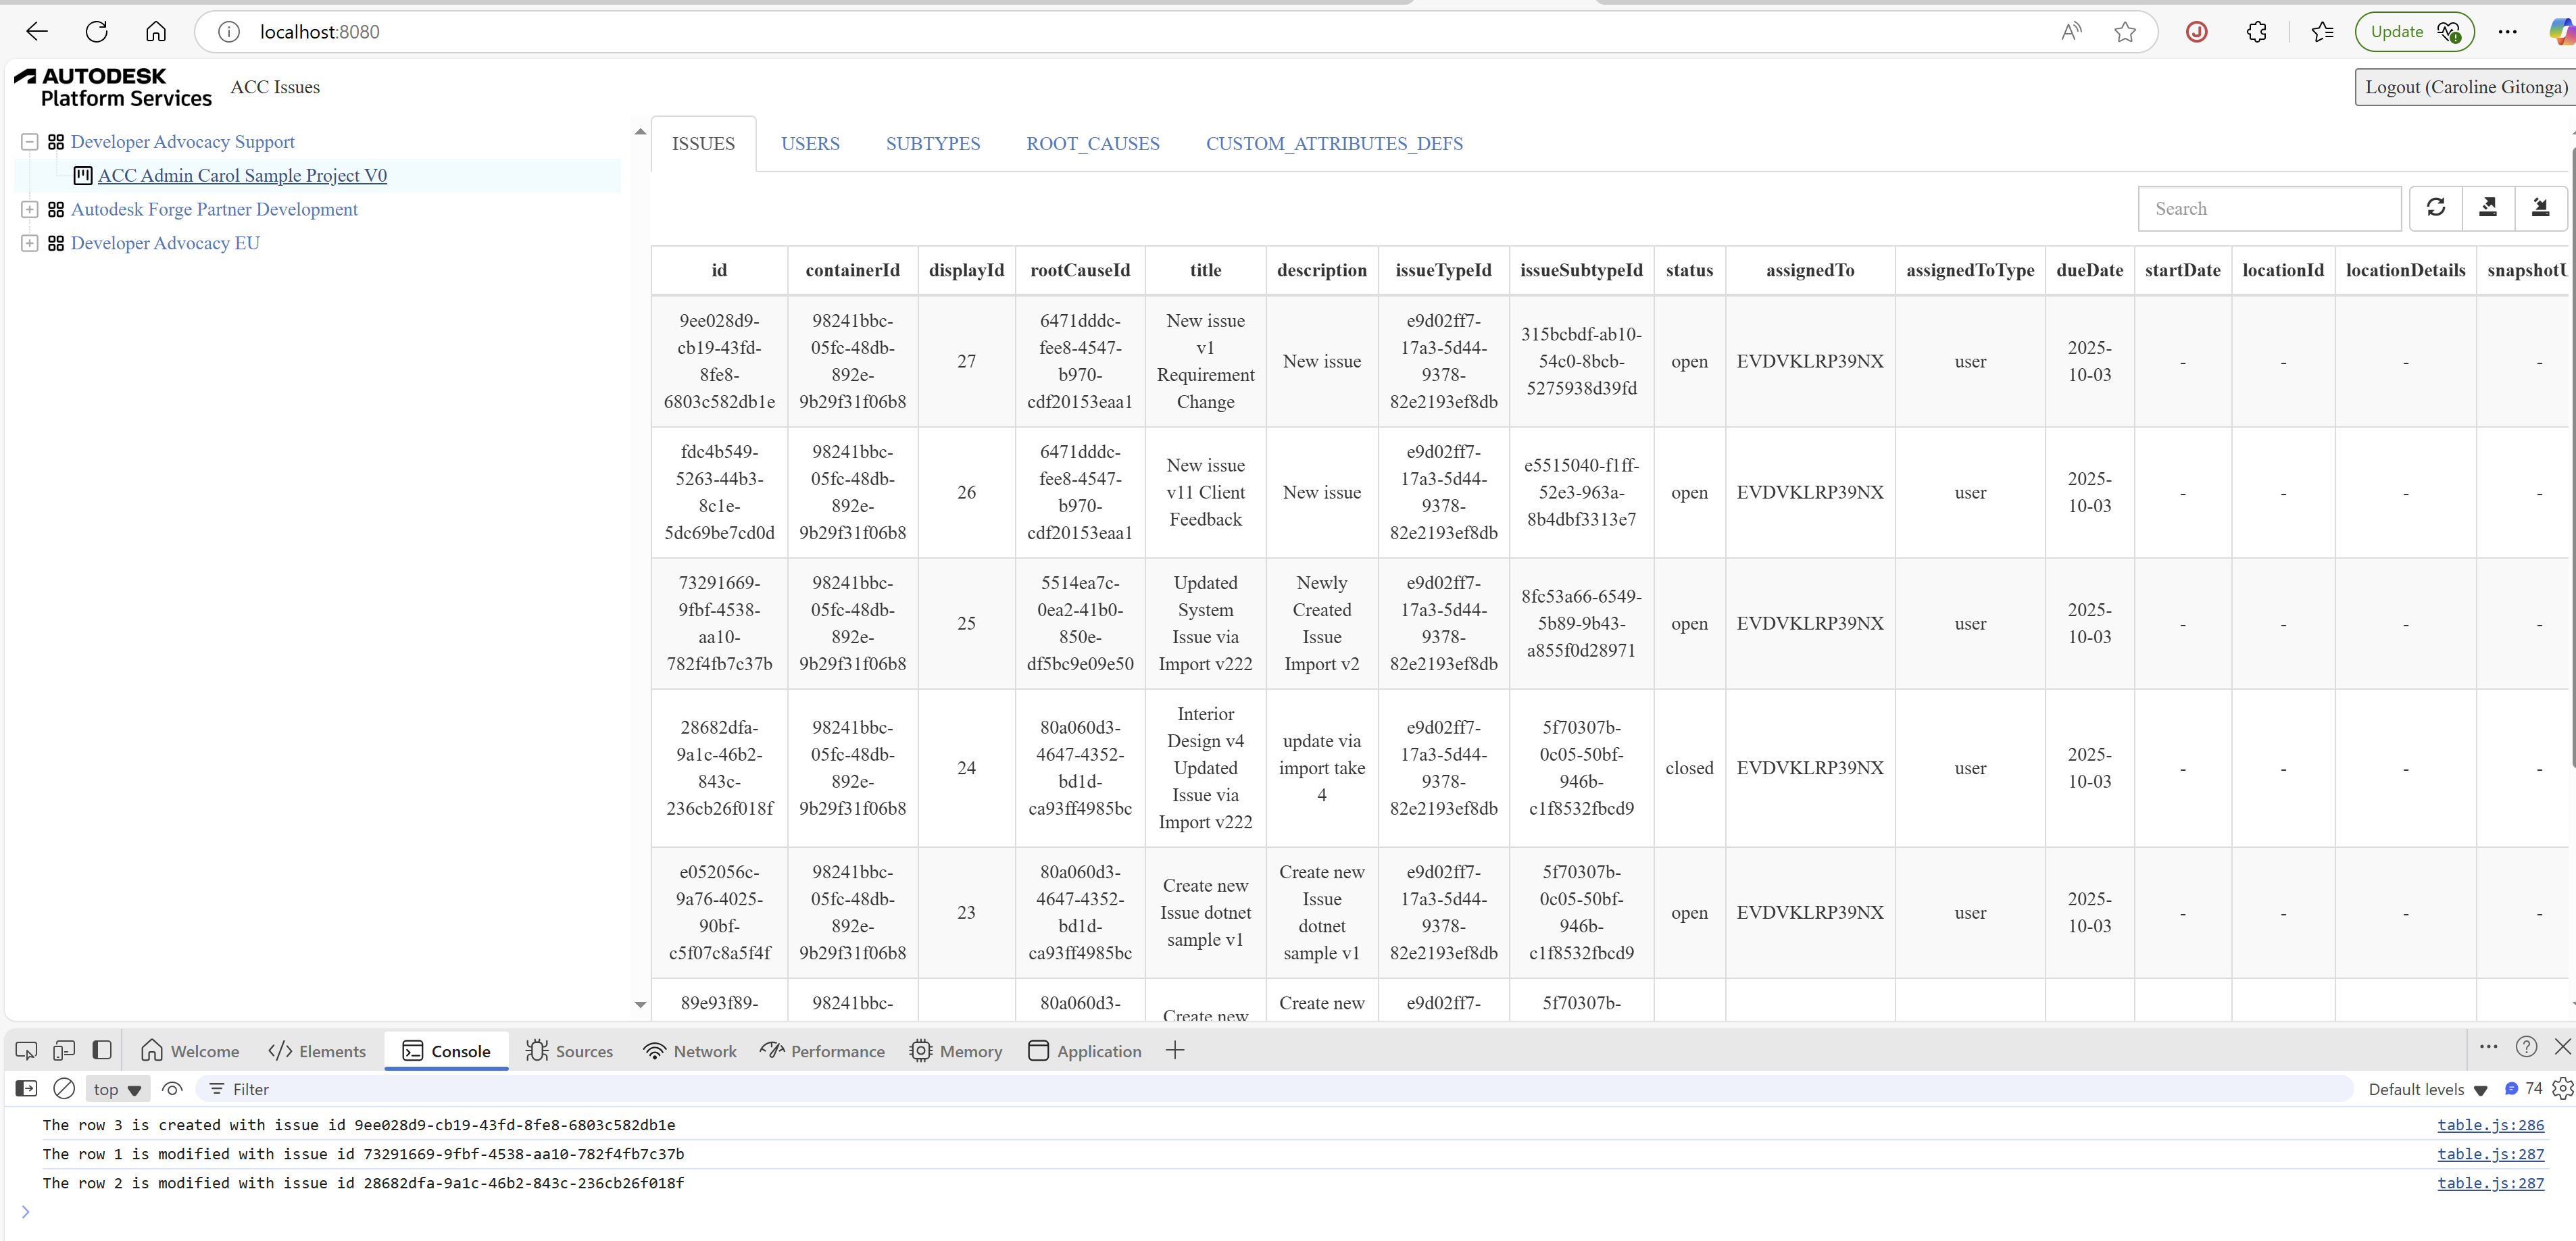 localhost:8080
Update
AUTODESK
Platform Services
ACC Issues
Logout (Caroline Gitonga)
Developer Advocacy Support
ACC Admin Carol Sample Project V0
Autodesk Forge Partner Development
Developer Advocacy EU
ISSUES USERS SUBTYPES ROOT_CAUSES CUSTOM_ATTRIBUTES_DEFS
Search
id containerId displayId rootCauseId title description issueTypeId issueSubtypeId status assignedTo assignedToType dueDate startDate locationId locationDetails snapshotU
9ee028d9-cb19-43fd-8fe8-6803c582db1e 98241bbc-05fc-48db-892e-9b29f31f06b8 27 6471dddc-fee8-4547-b970-cdf20153eaa1 New issue v1 Requirement Change New issue e9d02ff7-17a3-5d44-9378-82e2193ef8db 315bcbdf-ab10-54c0-8bcb-5275938d39fd open EVDVKLRP39NX user 2025-10-03 - - - -
fdc4b549-5263-44b3-8c1e-5dc69be7cd0d 98241bbc-05fc-48db-892e-9b29f31f06b8 26 6471dddc-fee8-4547-b970-cdf20153eaa1 New issue v11 Client Feedback New issue e9d02ff7-17a3-5d44-9378-82e2193ef8db e5515040-f1ff-52e3-963a-8b4dbf3313e7 open EVDVKLRP39NX user 2025-10-03 - - - -
73291669-9fbf-4538-aa10-782f4fb7c37b 98241bbc-05fc-48db-892e-9b29f31f06b8 25 5514ea7c-0ea2-41b0-850e-df5bc9e09e50 Updated System Issue via Import v222 Newly Created Issue Import v2 e9d02ff7-17a3-5d44-9378-82e2193ef8db 8fc53a66-6549-5b89-9b43-a855f0d28971 open EVDVKLRP39NX user 2025-10-03 - - - -
28682dfa-9a1c-46b2-843c-236cb26f018f 98241bbc-05fc-48db-892e-9b29f31f06b8 24 80a060d3-4647-4352-bd1d-ca93ff4985bc Interior Design v4 Updated Issue via Import v222 update via import take 4 e9d02ff7-17a3-5d44-9378-82e2193ef8db 5f70307b-0c05-50bf-946b-c1f8532fbcd9 closed EVDVKLRP39NX user 2025-10-03 - - - -
e052056c-9a76-4025-90bf-c5f07c8a5f4f 98241bbc-05fc-48db-892e-9b29f31f06b8 23 80a060d3-4647-4352-bd1d-ca93ff4985bc Create new Issue dotnet sample v1 Create new Issue dotnet sample v1 e9d02ff7-17a3-5d44-9378-82e2193ef8db 5f70307b-0c05-50bf-946b-c1f8532fbcd9 open EVDVKLRP39NX user 2025-10-03 - - - -
89e93f89- 98241bbc- 80a060d3- Create new Create new e9d02ff7- 5f70307b-
Welcome Elements Console Sources Network Performance Memory Application
top Filter Default levels 74
The row 3 is created with issue id 9ee028d9-cb19-43fd-8fe8-6803c582db1e table.js:286
The row 1 is modified with issue id 73291669-9fbf-4538-aa10-782f4fb7c37b table.js:287
The row 2 is modified with issue id 28682dfa-9a1c-46b2-843c-236cb26f018f table.js:287